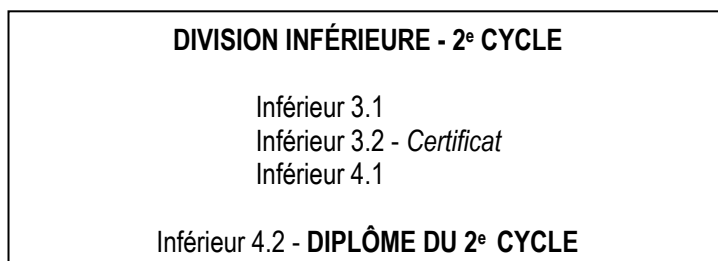 DIVISION INFÉRIEURE - 2e CYCLE
Inférieur 3.1
Inférieur 3.2 - Certificat
Inférieur 4.1
Inférieur 4.2 - DIPLÔME DU 2e CYCLE